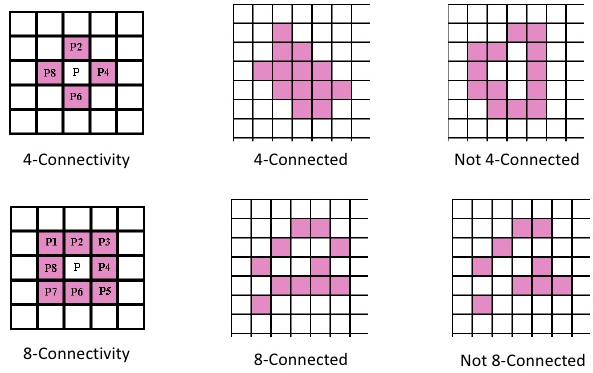 P2
P8 P P4
P6
4-Connectivity
4-Connected
Not 4-Connected
P1 P2 P3
P8 P P4
P7 P6 P5
8-Connectivity
8-Connected
Not 8-Connected